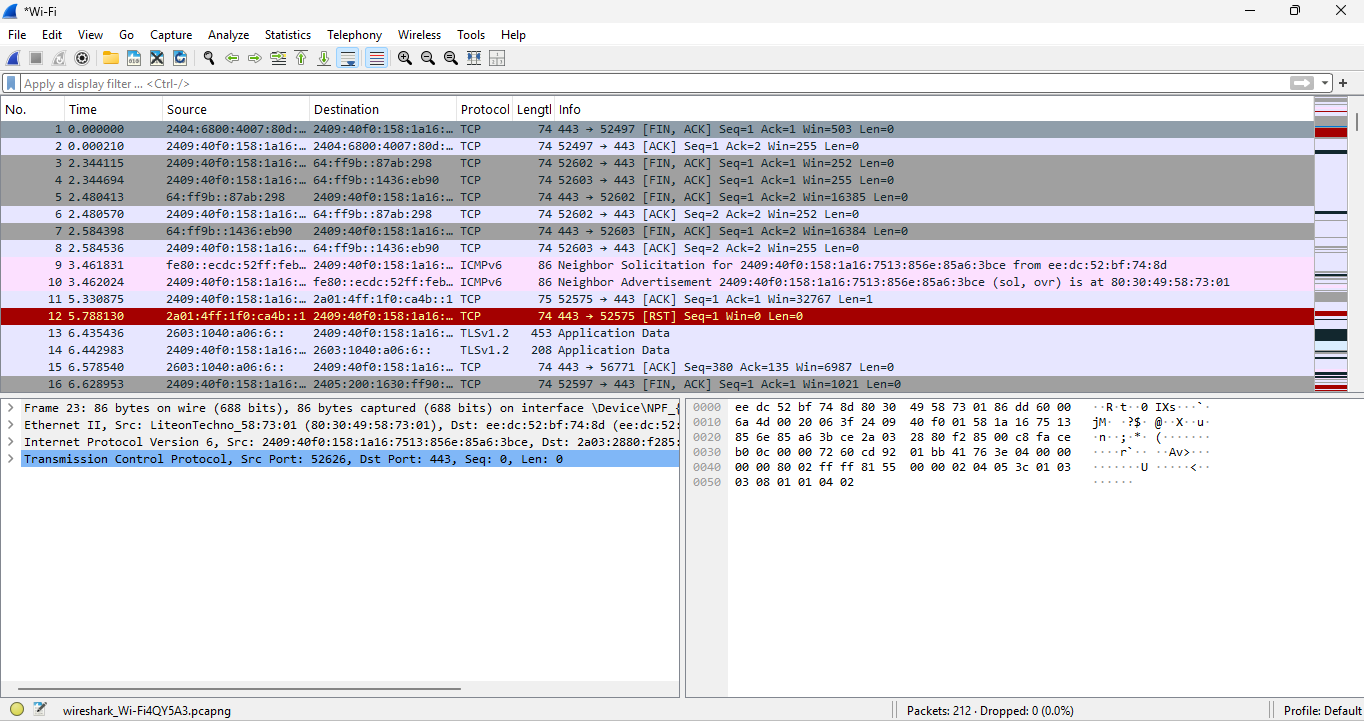 *Wi-Fi
File Edit View Go Capture Analyze Statistics Telephony Wireless Tools Help
Apply a display filter ... <Ctrl-/>
No. Time Source Destination Protocol Lengtl Info
1 0.000000 2404:6800:4007:80d:… 2409:40f0:158:1a16:… TCP 74 443 → 52497 [FIN, ACK] Seq=1 Ack=1 Win=503 Len=0
2 0.000210 2409:40f0:158:1a16:… 2404:6800:4007:80d:… TCP 74 52497 → 443 [ACK] Seq=1 Ack=2 Win=255 Len=0
3 2.344115 2409:40f0:158:1a16:… 64:ff9b::87ab:298 TCP 74 52602 → 443 [FIN, ACK] Seq=1 Ack=1 Win=252 Len=0
4 2.344694 2409:40f0:158:1a16:… 64:ff9b::1436:eb90 TCP 74 52603 → 443 [FIN, ACK] Seq=1 Ack=1 Win=255 Len=0
5 2.480413 64:ff9b::87ab:298 2409:40f0:158:1a16:… TCP 74 443 → 52602 [FIN, ACK] Seq=1 Ack=2 Win=16385 Len=0
6 2.480570 2409:40f0:158:1a16:… 64:ff9b::87ab:298 TCP 74 52602 → 443 [ACK] Seq=2 Ack=2 Win=252 Len=0
7 2.584398 64:ff9b::1436:eb90 2409:40f0:158:1a16:… TCP 74 443 → 52603 [FIN, ACK] Seq=1 Ack=2 Win=16384 Len=0
8 2.584536 2409:40f0:158:1a16:… 64:ff9b::1436:eb90 TCP 74 52603 → 443 [ACK] Seq=2 Ack=2 Win=255 Len=0
9 3.461831 fe80::ecdc:52ff:feb… 2409:40f0:158:1a16:… ICMPv6 86 Neighbor Solicitation for 2409:40f0:158:1a16:7513:856e:85a6:3bce from ee:dc:52:bf:74:8d
10 3.462024 2409:40f0:158:1a16:… fe80::ecdc:52ff:feb… ICMPv6 86 Neighbor Advertisement 2409:40f0:158:1a16:7513:856e:85a6:3bce (sol, ovr) is at 80:30:49:58:73:01
11 5.330875 2409:40f0:158:1a16:… 2a01:4ff:1f0:ca4b::1 TCP 75 52575 → 443 [ACK] Seq=1 Ack=1 Win=32767 Len=1
12 5.788130 2a01:4ff:1f0:ca4b::1 2409:40f0:158:1a16:… TCP 74 443 → 52575 [RST] Seq=1 Win=0 Len=0
13 6.435436 2603:1040:a06:6:: 2409:40f0:158:1a16:… TLSv1.2 453 Application Data
14 6.442983 2409:40f0:158:1a16:… 2603:1040:a06:6:: TLSv1.2 208 Application Data
15 6.578540 2603:1040:a06:6:: 2409:40f0:158:1a16:… TCP 74 443 → 56771 [ACK] Seq=380 Ack=135 Win=6987 Len=0
16 6.628953 2409:40f0:158:1a16:… 2405:200:1630:ff90:… TCP 74 52597 → 443 [FIN, ACK] Seq=1 Ack=1 Win=1021 Len=0
Frame 23: 86 bytes on wire (688 bits), 86 bytes captured (688 bits) on interface \Device\NPF_{
Ethernet II, Src: LiteonTechno_58:73:01 (80:30:49:58:73:01), Dst: ee:dc:52:bf:74:8d (ee:dc:52:
Internet Protocol Version 6, Src: 2409:40f0:158:1a16:7513:856e:85a6:3bce, Dst: 2a03:2880:f285:
Transmission Control Protocol, Src Port: 52626, Dst Port: 443, Seq: 0, Len: 0
0000 ee dc 52 bf 74 8d 80 30 49 58 73 01 86 dd 60 00 ··R·t··0 IXs···`·
0010 6a 4d 00 20 06 3f 24 09 40 f0 01 58 1a 16 75 13 jM· ·?$· @··X··u·
0020 85 6e 85 a6 3b ce 2a 03 28 80 f2 85 00 c8 fa ce ·n··;·*· (·······
0030 b0 0c 00 00 72 60 cd 92 01 bb 41 76 3e 04 00 00 ····r`·· ··Av>···
0040 00 00 80 02 ff ff 81 55 00 00 02 04 05 3c 01 03 ·······U ·····<··
0050 03 08 01 01 04 02 ······
wireshark_Wi-Fi4QY5A3.pcapng Packets: 212 · Dropped: 0 (0.0%) Profile: Default